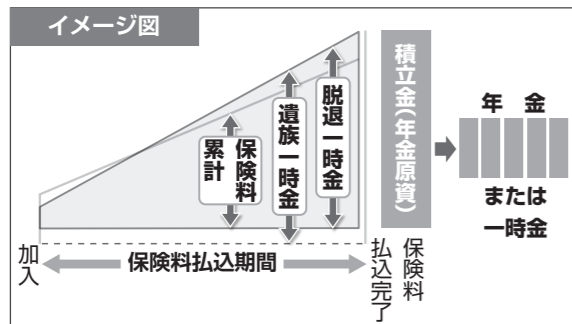 イメージ図
保険料
累計
遺族一時金
脱退一時金
積立金(年金原資)
年 金
または
一時金
加入
保険料払込期間
保険料
払込完了